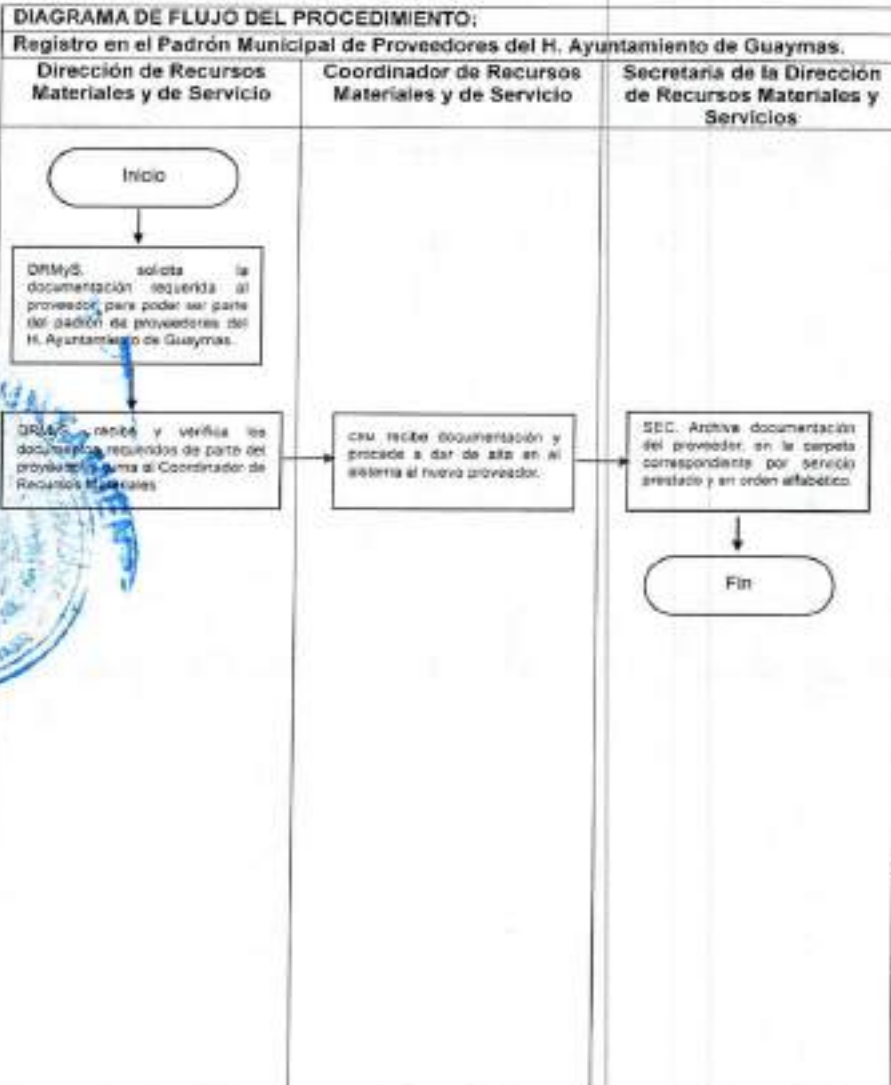 DIAGRAMA DE FLUJO DEL PROCEDIMIENTO:
Registro en el Padrón Municipal de Proveedores del H. Ayuntamiento de Guaymas.
Dirección de Recursos
Materiales y de Servicio
Coordinador de Recursos
Materiales y de Servicio
Secretaria de la Dirección
de Recursos Materiales y
Servicios
Inicio
DRMyS. solicita la
documentación requerida al
proveedor, para poder ser parte
del padrón de proveedores del
H. Ayuntamiento de Guaymas.
DRMyS. recibe y verifica los
documentos requeridos de parte del
proveedor turna al Coordinador de
Recursos Materiales
CRM recibe documentación y
procede a dar de alta en el
sistema al nuevo proveedor.
SEC. Archiva documentación
del proveedor, en la carpeta
correspondiente por servicio
prestado y en orden alfabético.
Fin